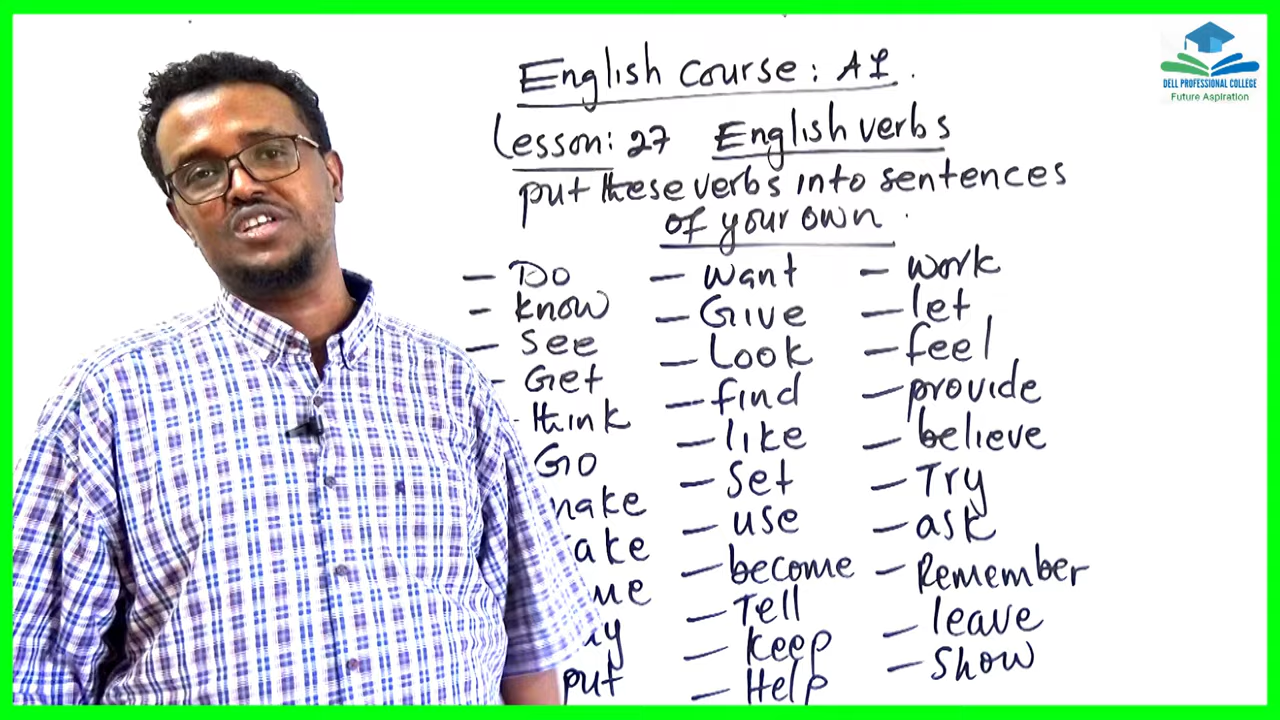 English course: A1.
Lesson: 27 English verbs
put these verbs into sentences
of your own.
- Do
- know
- See
- Get
- think
Go
make
take
put
- want
- Give
- Look
- find
- like
- Set
- use
- become
- Tell
- keep
- Help
- work
- let
- feel
- provide
- believe
- Try
- ask
- Remember
- leave
- Show
DELL PROFESSIONAL COLLEGE
Future Aspiration